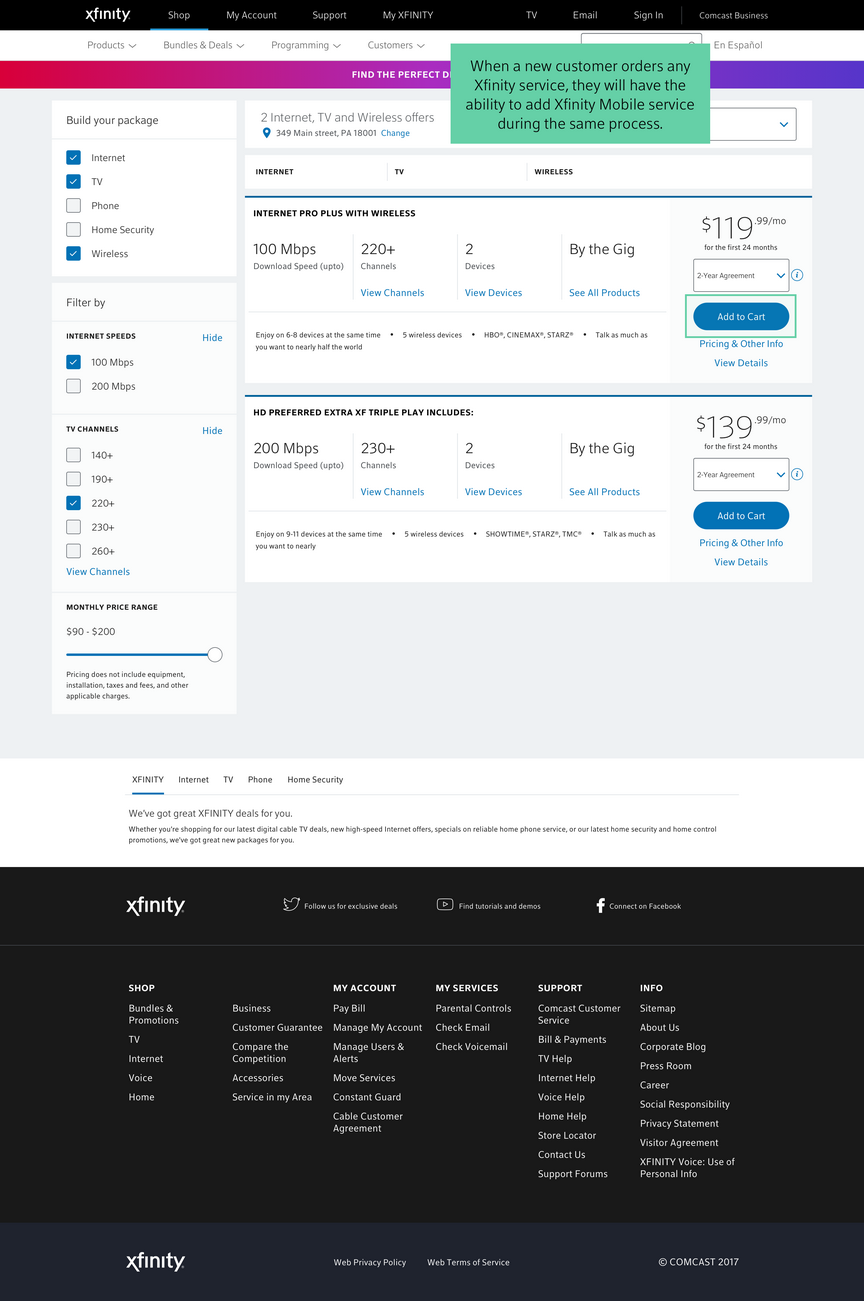 xfinity
Shop
My Account
Support
My XFINITY
TV
Email
Sign In
Comcast Business
Products
Bundles & Deals
Programming
Customers
En Español
FIND THE PERFECT
When a new customer orders any
Xfinity service, they will have the
ability to add Xfinity Mobile service
during the same process.
Build your package
Internet
TV
Phone
Home Security
Wireless
Filter by
INTERNET SPEEDS
Hide
100 Mbps
200 Mbps
TV CHANNELS
Hide
140+
190+
220+
230+
260+
View Channels
MONTHLY PRICE RANGE
$90 - $200
Pricing does not include equipment,
installation, taxes and fees, and other
applicable charges.
2 Internet, TV and Wireless offers
349 Main street, PA 18001 Change
INTERNET
TV
WIRELESS
INTERNET PRO PLUS WITH WIRELESS
100 Mbps
Download Speed (upto)
220+
Channels
View Channels
2
Devices
View Devices
By the Gig
See All Products
Enjoy on 6-8 devices at the same time • 5 wireless devices • HBO®, CINEMAX®, STARZ® • Talk as much as
you want to nearly half the world
$119.99/mo
for the first 24 months
2-Year Agreement
i
Add to Cart
Pricing & Other Info
View Details
HD PREFERRED EXTRA XF TRIPLE PLAY INCLUDES:
200 Mbps
Download Speed (upto)
230+
Channels
View Channels
2
Devices
View Devices
By the Gig
See All Products
Enjoy on 9-11 devices at the same time • 5 wireless devices • SHOWTIME®, STARZ®, TMC® • Talk as much as
you want to nearly
$139.99/mo
for the first 24 months
2-Year Agreement
i
Add to Cart
Pricing & Other Info
View Details
XFINITY
Internet
TV
Phone
Home Security
We've got great XFINITY deals for you.
Whether you're shopping for our latest digital cable TV deals, new high-speed Internet offers, specials on reliable home phone service, or our latest home security and home control
promotions, we've got great new packages for you.
xfinity
Follow us for exclusive deals
Find tutorials and demos
Connect on Facebook
SHOP
Bundles &
Promotions
TV
Internet
Voice
Home
Business
Customer Guarantee
Compare the
Competition
Accessories
Service in my Area
MY ACCOUNT
Pay Bill
Manage My Account
Manage Users &
Alerts
Move Services
Constant Guard
Cable Customer
Agreement
MY SERVICES
Parental Controls
Check Email
Check Voicemail
SUPPORT
Comcast Customer
Service
Bill & Payments
TV Help
Internet Help
Voice Help
Home Help
Store Locator
Contact Us
Support Forums
INFO
Sitemap
About Us
Corporate Blog
Press Room
Career
Social Responsibility
Privacy Statement
Visitor Agreement
XFINITY Voice: Use of
Personal Info
xfinity
Web Privacy Policy
Web Terms of Service
© COMCAST 2017